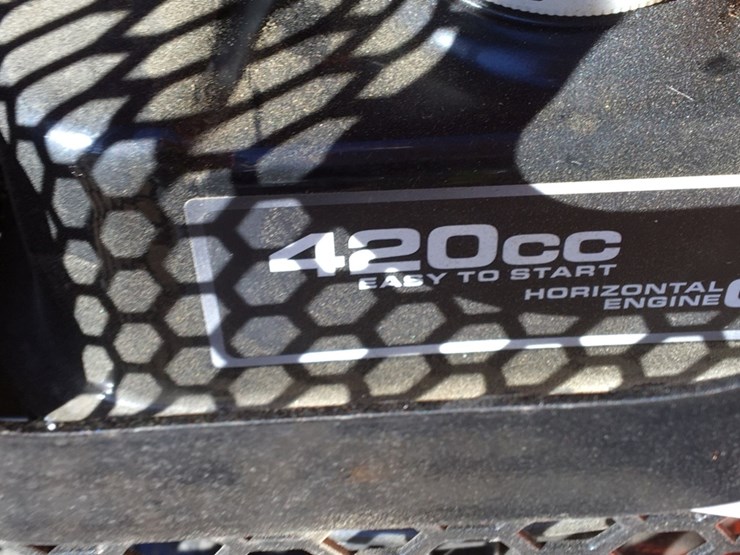 420cc
EASY TO START
HORIZONTAL
ENGINE